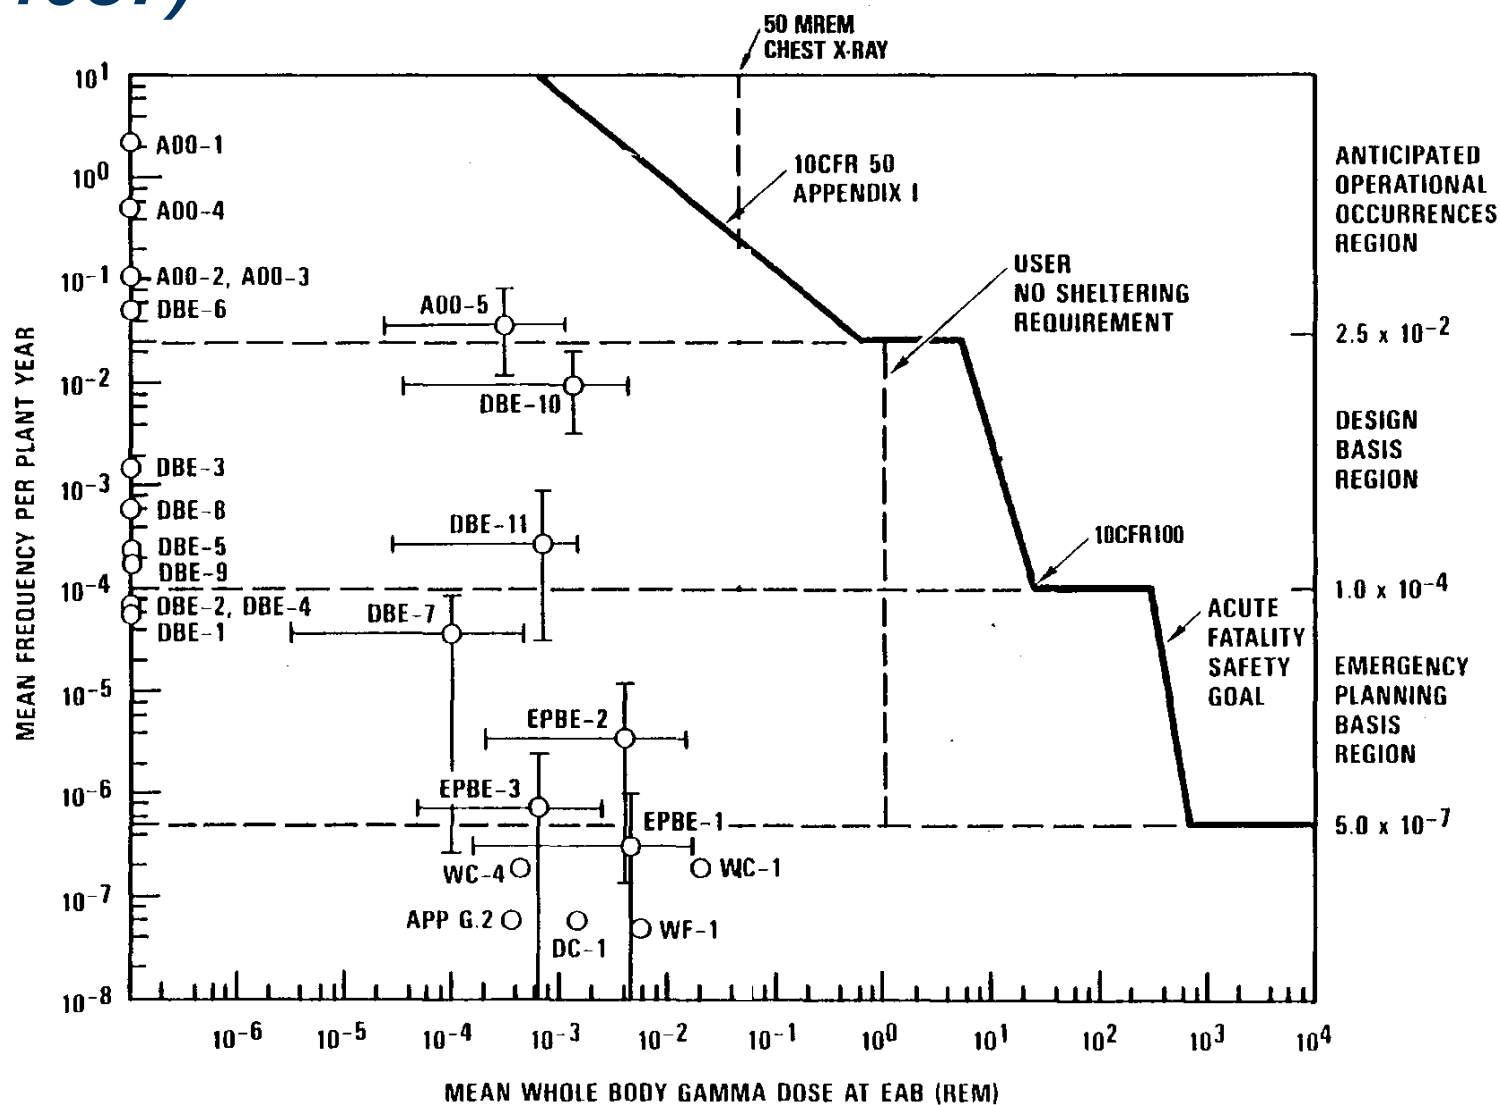 50 MREM
CHEST X-RAY
10CFR 50
APPENDIX I
USER
NO SHELTERING
REQUIREMENT
10CFR100
ACUTE
FATALITY
SAFETY
GOAL
ANTICIPATED
OPERATIONAL
OCCURRENCES
REGION
2.5 x 10⁻²
DESIGN
BASIS
REGION
1.0 x 10⁻⁴
EMERGENCY
PLANNING
BASIS
REGION
5.0 x 10⁻⁷
MEAN FREQUENCY PER PLANT YEAR
10¹
10⁰
10⁻¹
10⁻²
10⁻³
10⁻⁴
10⁻⁵
10⁻⁶
10⁻⁷
10⁻⁸
AOO-1
AOO-4
AOO-2, AOO-3
DBE-6
AOO-5
DBE-10
DBE-3
DBE-8
DBE-11
DBE-5
DBE-9
DBE-2, DBE-4
DBE-1
DBE-7
EPBE-2
EPBE-3
EPBE-1
WC-4
WC-1
APP G.2
DC-1
WF-1
10⁻⁶ 10⁻⁵ 10⁻⁴ 10⁻³ 10⁻² 10⁻¹ 10⁰ 10¹ 10² 10³ 10⁴
MEAN WHOLE BODY GAMMA DOSE AT EAB (REM)